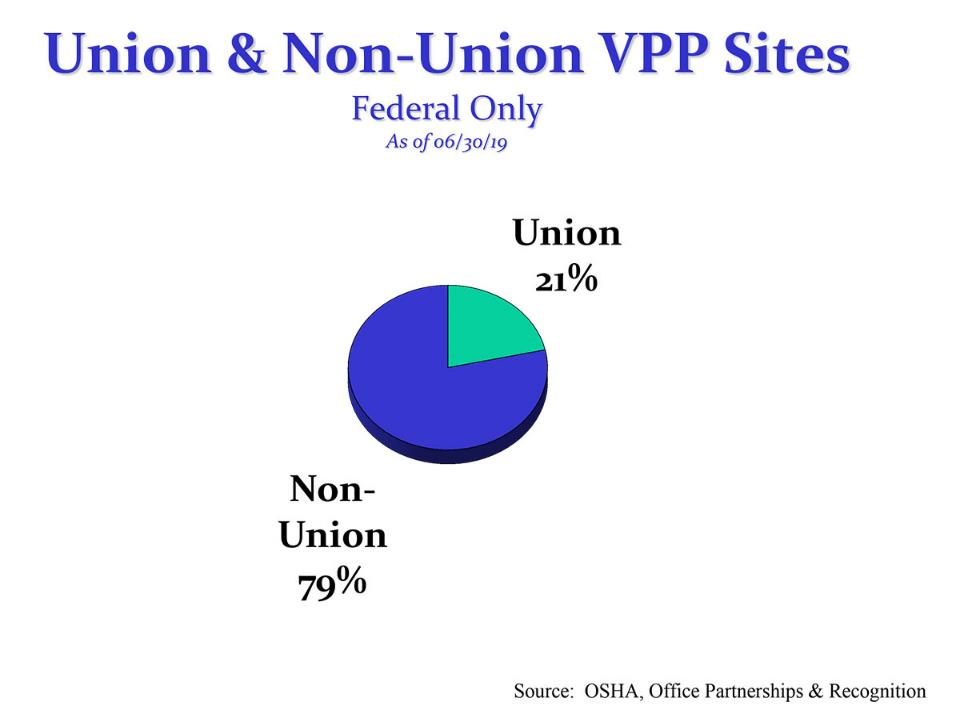 Union & Non-Union VPP Sites
Federal Only
As of 06/30/19
Union
21%
Non-
Union
79%
Source:  OSHA, Office Partnerships & Recognition